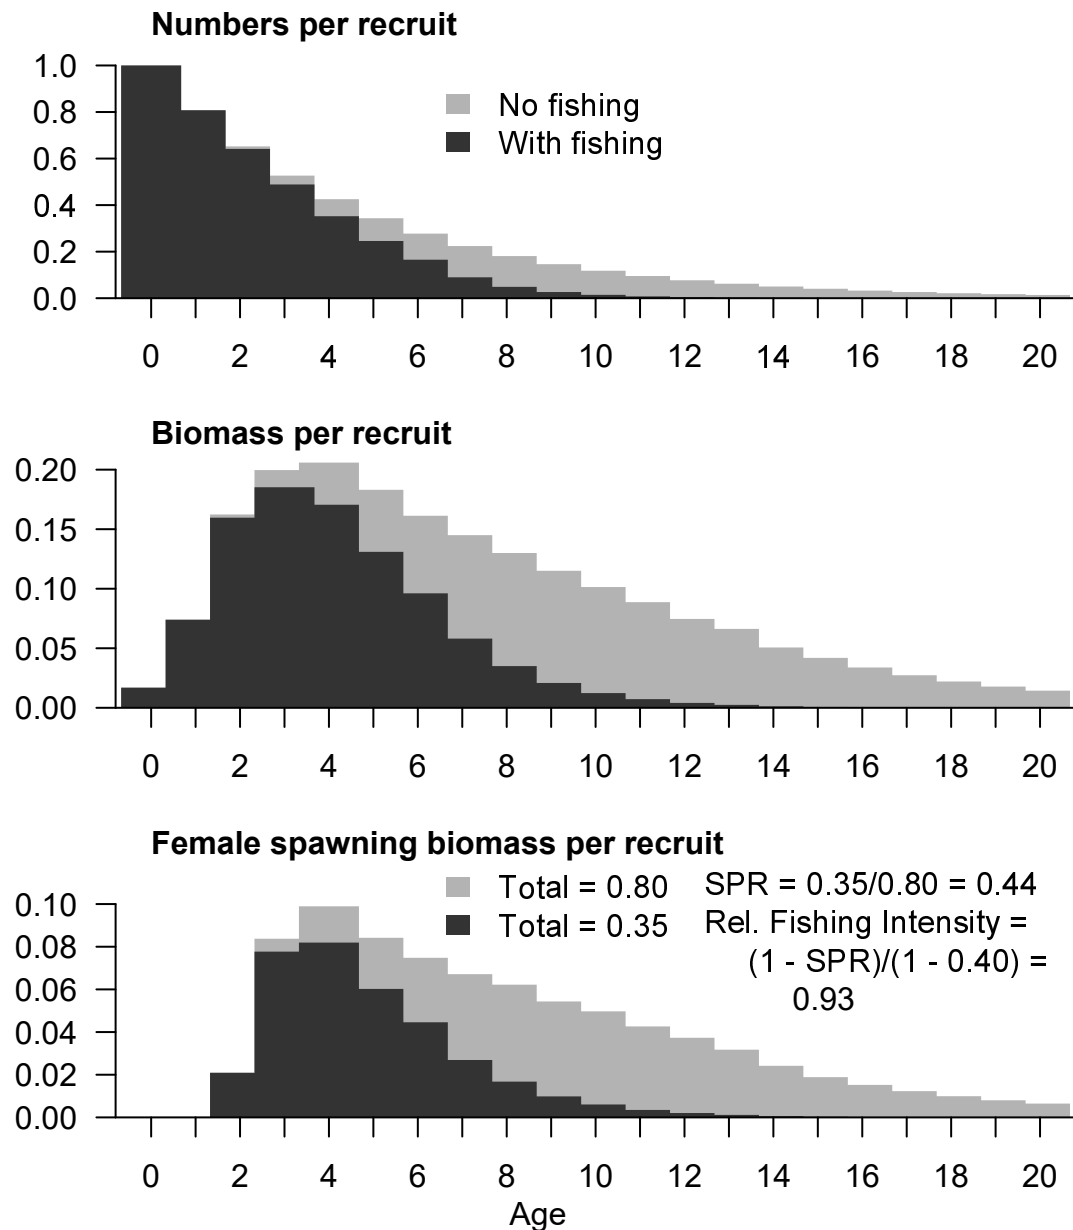 Numbers per recruit
1.0
0.8
0.6
0.4
0.2
0.0
No fishing
With fishing
0 2 4 6 8 10 12 14 16 18 20
Biomass per recruit
0.20
0.15
0.10
0.05
0.00
0 2 4 6 8 10 12 14 16 18 20
Female spawning biomass per recruit
Total = 0.80
Total = 0.35
SPR = 0.35/0.80 = 0.44
Rel. Fishing Intensity =
(1 - SPR)/(1 - 0.40) =
0.93
0.10
0.08
0.06
0.04
0.02
0.00
0 2 4 6 8 10 12 14 16 18 20
Age